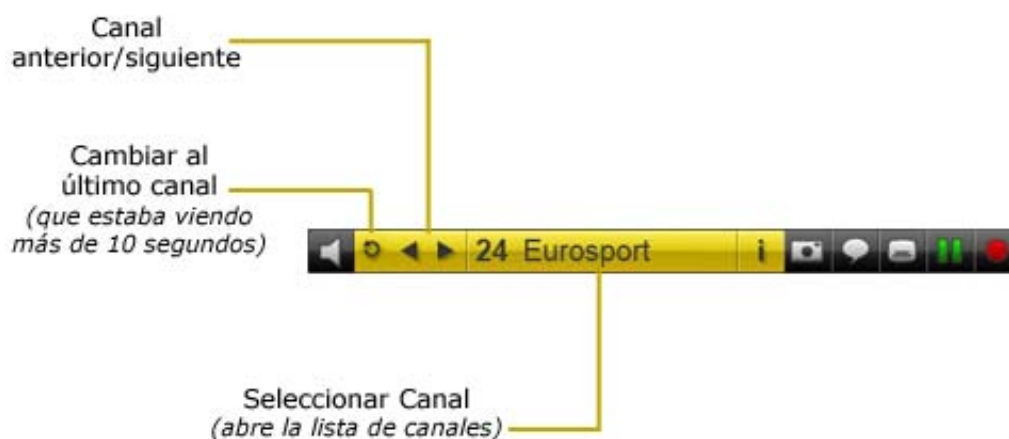 Canal
anterior/siguiente
Cambiar al
último canal
(que estaba viendo
más de 10 segundos)
24 Eurosport i
Seleccionar Canal
(abre la lista de canales)